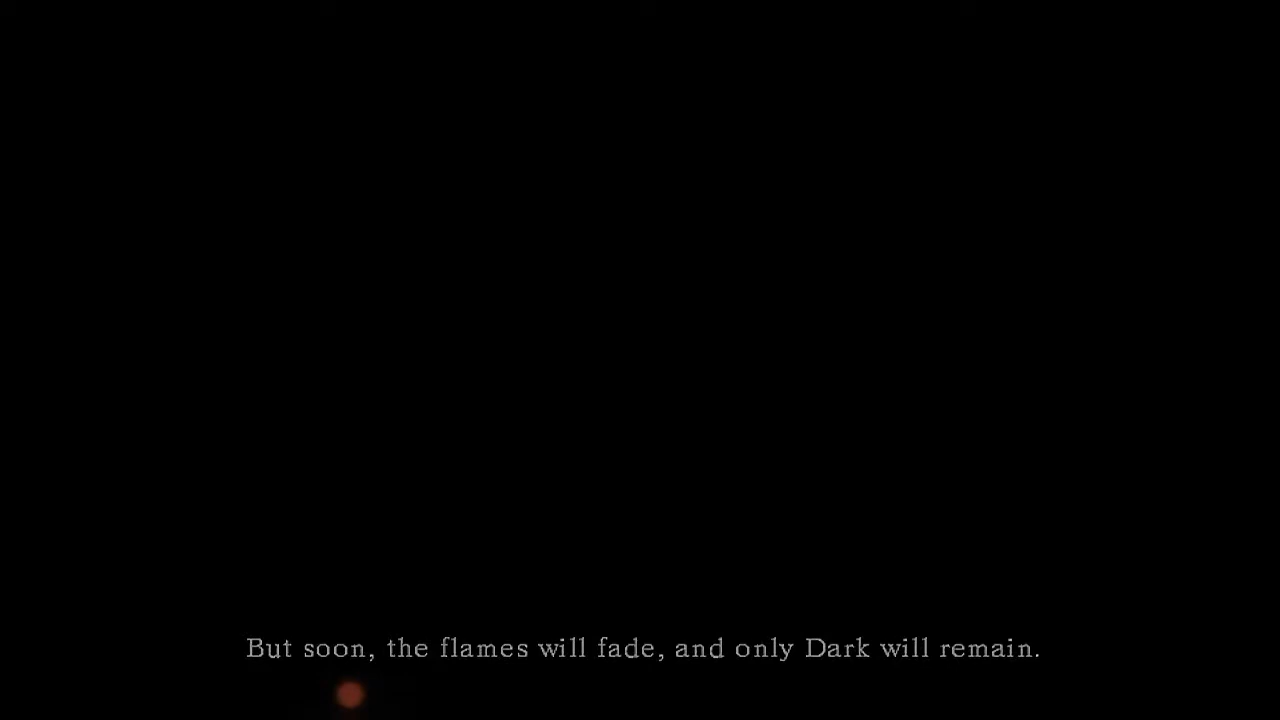 But soon, the flames will fade, and only Dark will remain.